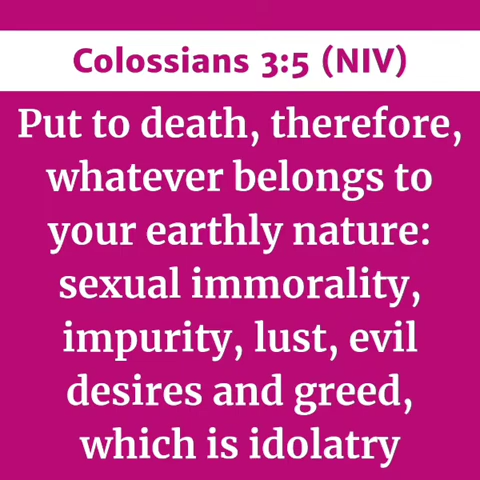 Colossians 3:5 (NIV)
Put to death, therefore,
whatever belongs to
your earthly nature:
sexual immorality,
impurity, lust, evil
desires and greed,
which is idolatry